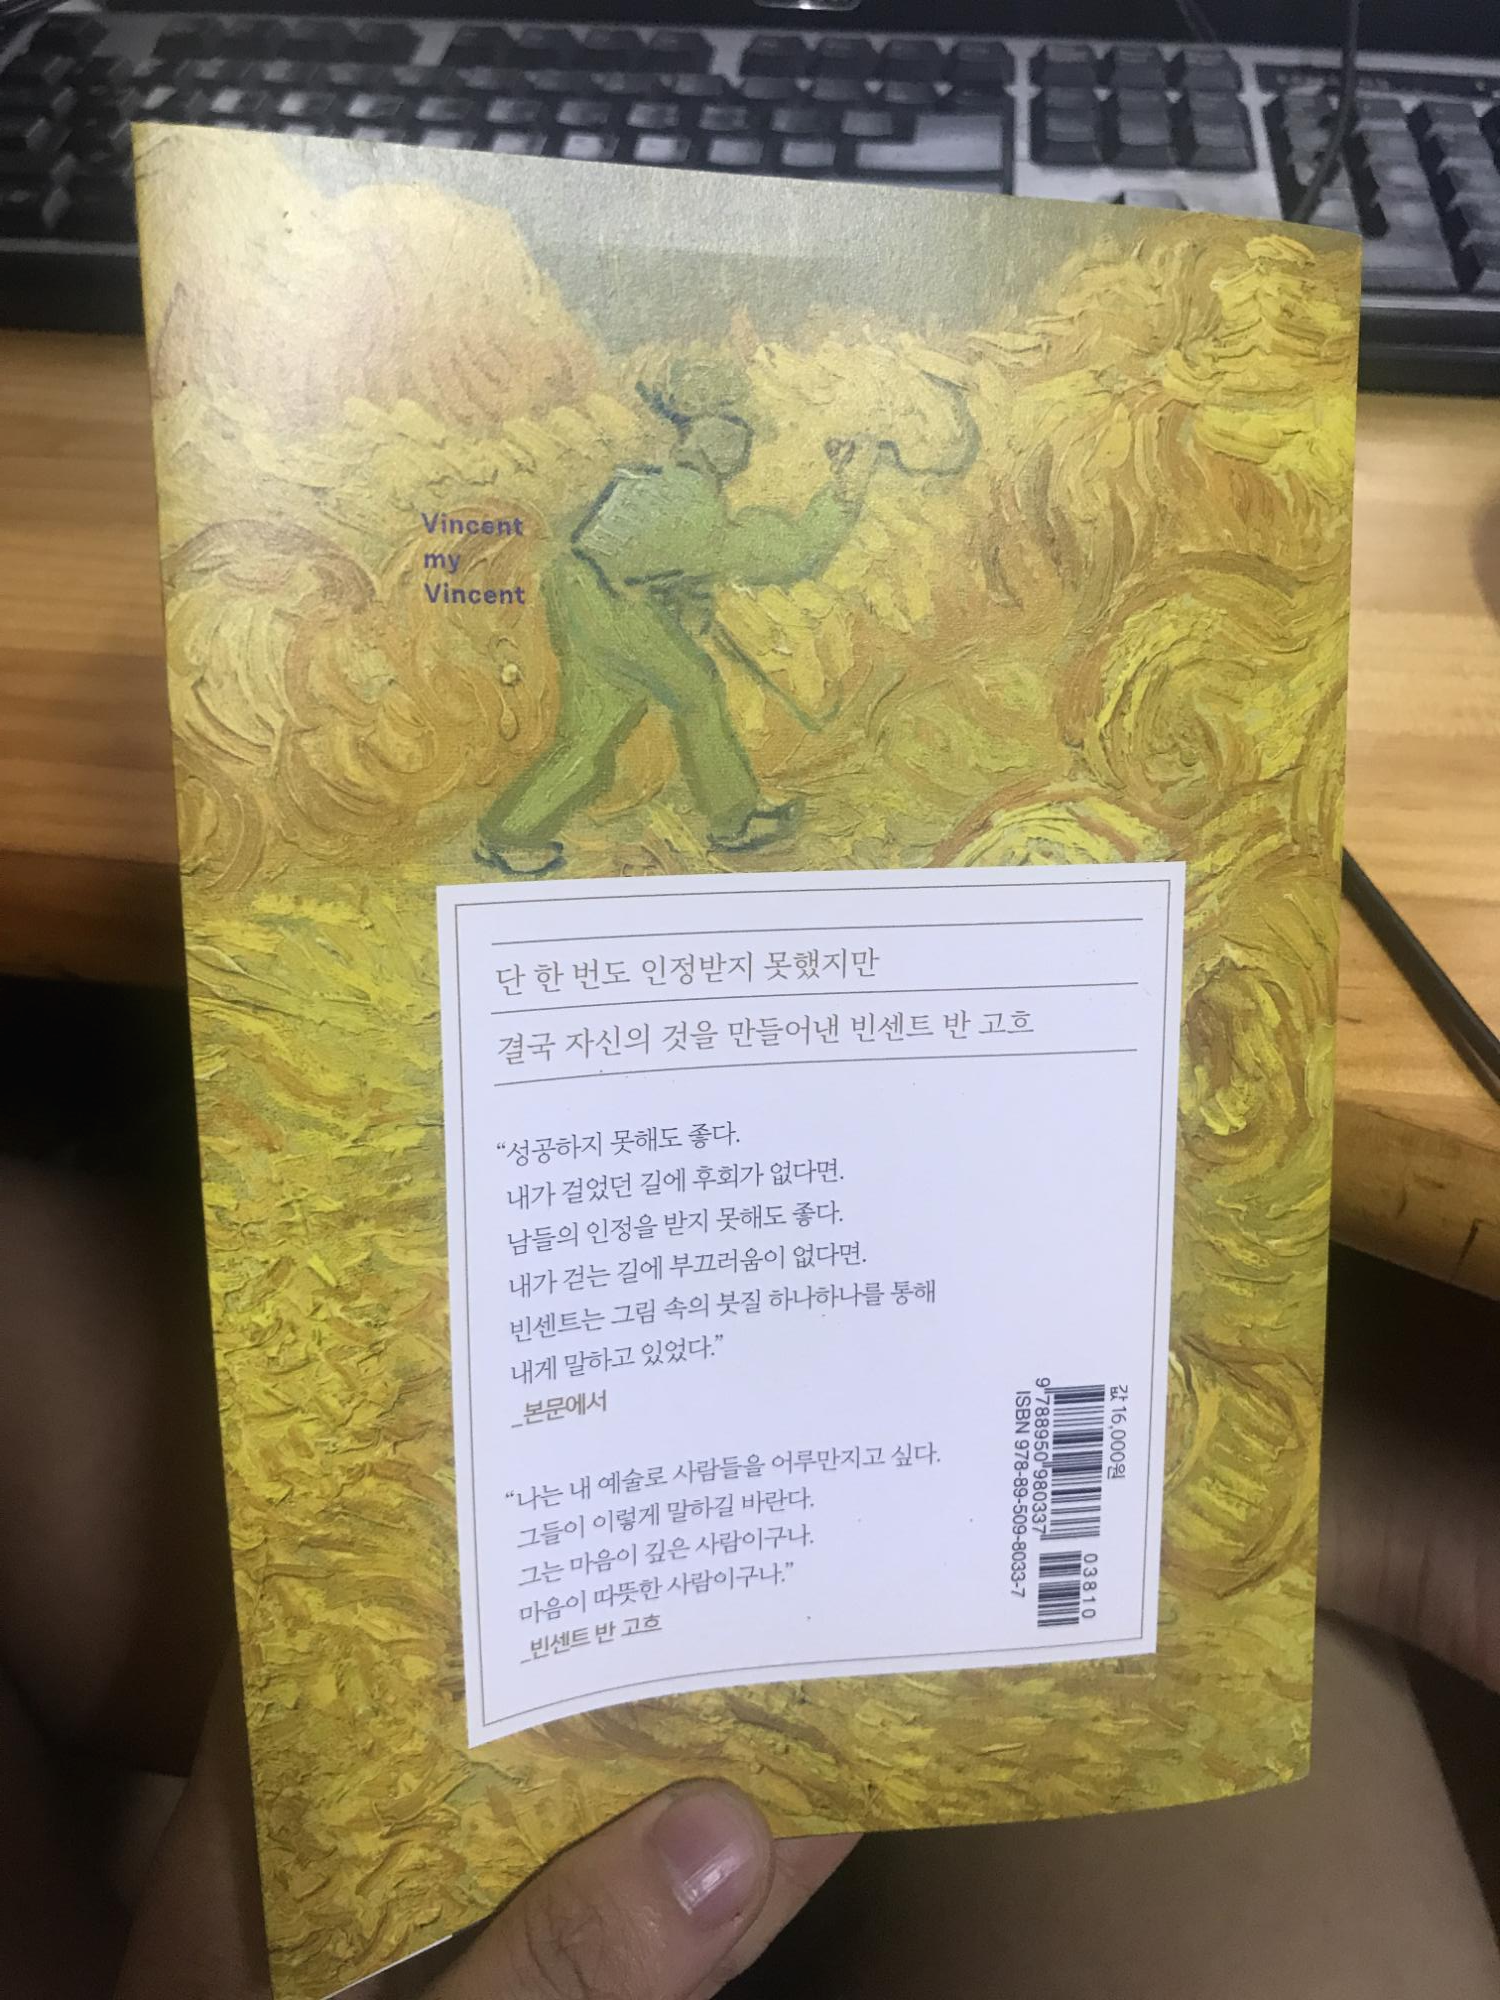 Vincent
my
Vincent
단 한 번도 인정받지 못했지만
결국 자신의 것을 만들어낸 빈센트 반 고흐
“성공하지 못해도 좋다.
내가 걸었던 길에 후회가 없다면.
남들의 인정을 받지 못해도 좋다.
내가 걷는 길에 부끄러움이 없다면.
빈센트는 그림 속의 붓질 하나하나를 통해
내게 말하고 있었다.”
_본문에서
“나는 내 예술로 사람들을 어루만지고 싶다.
그들이 이렇게 말하길 바란다.
그는 마음이 깊은 사람이구나.
마음이 따뜻한 사람이구나.”
_빈센트 반 고흐
값 16,000원
03810
9 788950 980337
ISBN 978-89-509-8033-7